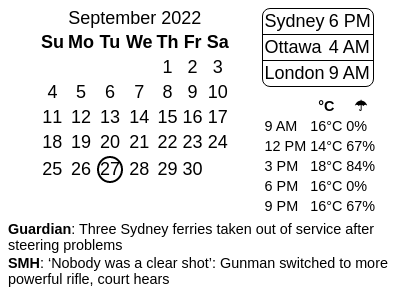 September 2022
Su Mo Tu We Th Fr Sa
1 2 3
4 5 6 7 8 9 10
11 12 13 14 15 16 17
18 19 20 21 22 23 24
25 26 27 28 29 30
Sydney 6 PM
Ottawa 4 AM
London 9 AM
°C ☂
9 AM 16°C 0%
12 PM 14°C 67%
3 PM 18°C 84%
6 PM 16°C 0%
9 PM 16°C 67%
Guardian: Three Sydney ferries taken out of service after
steering problems
SMH: ‘Nobody was a clear shot’: Gunman switched to more
powerful rifle, court hears